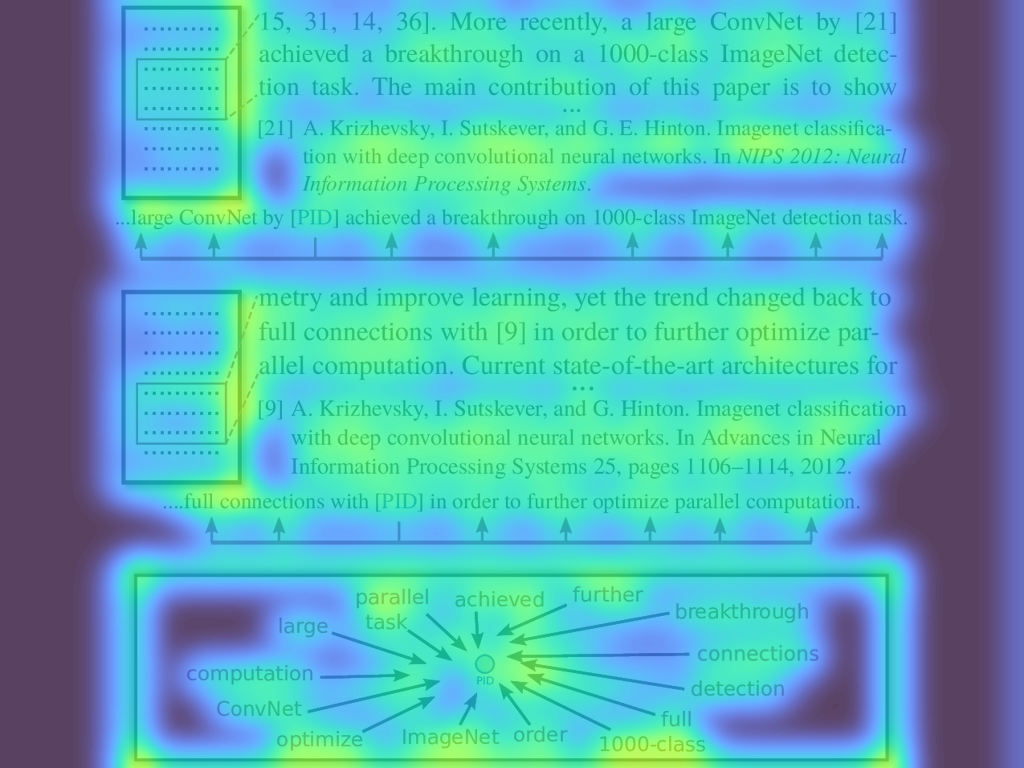 15, 31, 14, 36]. More recently, a large ConvNet by [21]
achieved a breakthrough on a 1000-class ImageNet detec-
tion task. The main contribution of this paper is to show
...
[21] A. Krizhevsky, I. Sutskever, and G. E. Hinton. Imagenet classifica-
tion with deep convolutional neural networks. In NIPS 2012: Neural
Information Processing Systems.
...large ConvNet by [PID] achieved a breakthrough on 1000-class ImageNet detection task.
metry and improve learning, yet the trend changed back to
full connections with [9] in order to further optimize par-
allel computation. Current state-of-the-art architectures for
...
[9] A. Krizhevsky, I. Sutskever, and G. Hinton. Imagenet classification
with deep convolutional neural networks. In Advances in Neural
Information Processing Systems 25, pages 1106–1114, 2012.
....full connections with [PID] in order to further optimize parallel computation.
parallel achieved further
large task breakthrough
computation connections
PID
ConvNet detection
optimize ImageNet order full
1000-class